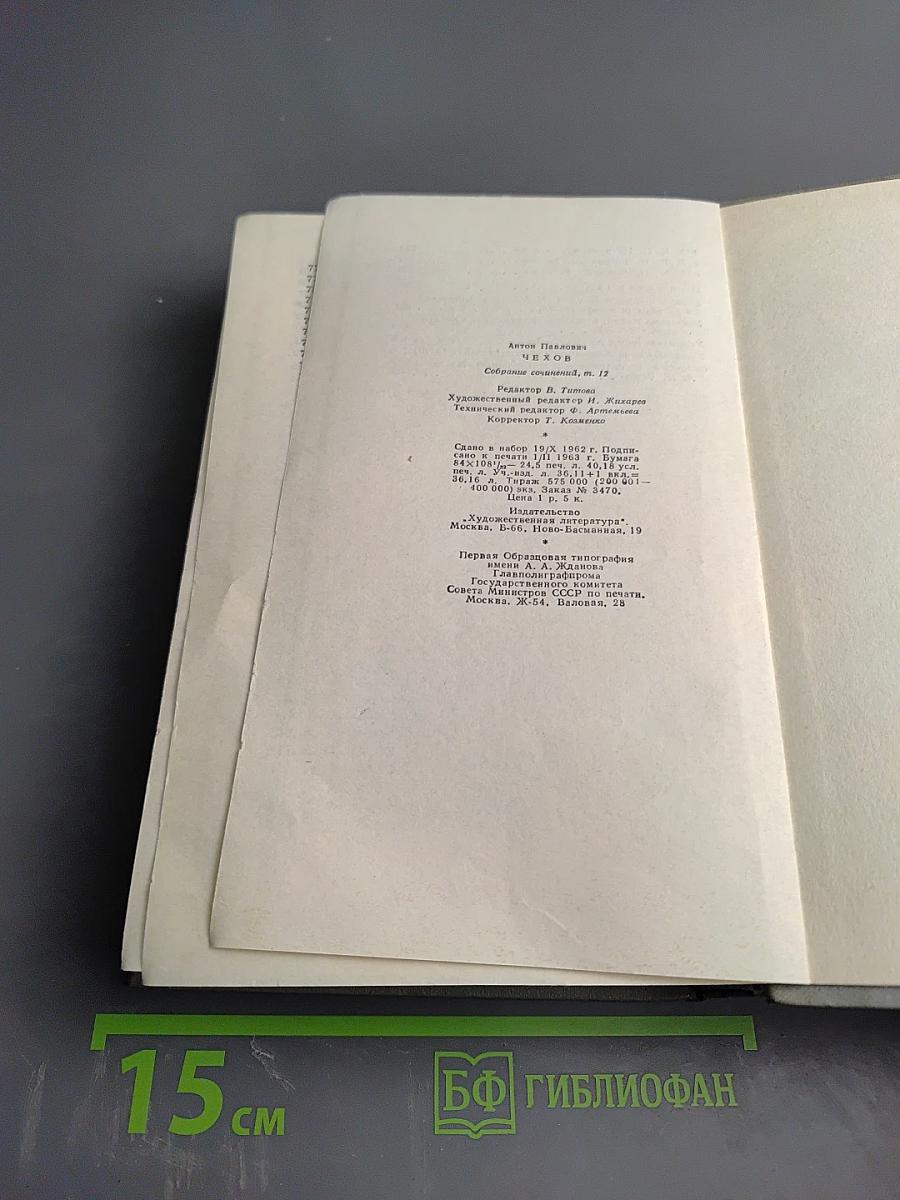 Антон Павлович
ЧЕХОВ
Собрание сочинений, т. 12
Редактор В. Титова
Художественный редактор И. Жихарев
Технический редактор Ф. Артемьева
Корректор Т. Козменко
*
Сдано в набор 19/X 1962 г. Подпи-
сано к печати 1/II 1963 г. Бумага
84×108¹/₃₂— 24,5 печ. л. 40,18 усл.
печ. л. Уч.-изд. л. 36,11+1 вкл.=
36,16 л. Тираж 575 000 (200 001—
400 000) экз. Заказ № 3470.
Цена 1 р. 5 к.
Издательство
„Художественная литература".
Москва, Б-66, Ново-Басманная, 19
*
Первая Образцовая типография
имени А. А. Жданова
Главполиграфпрома
Государственного комитета
Совета Министров СССР по печати.
Москва, Ж-54, Валовая, 28
15 см
БФ ГИБЛИОФАН